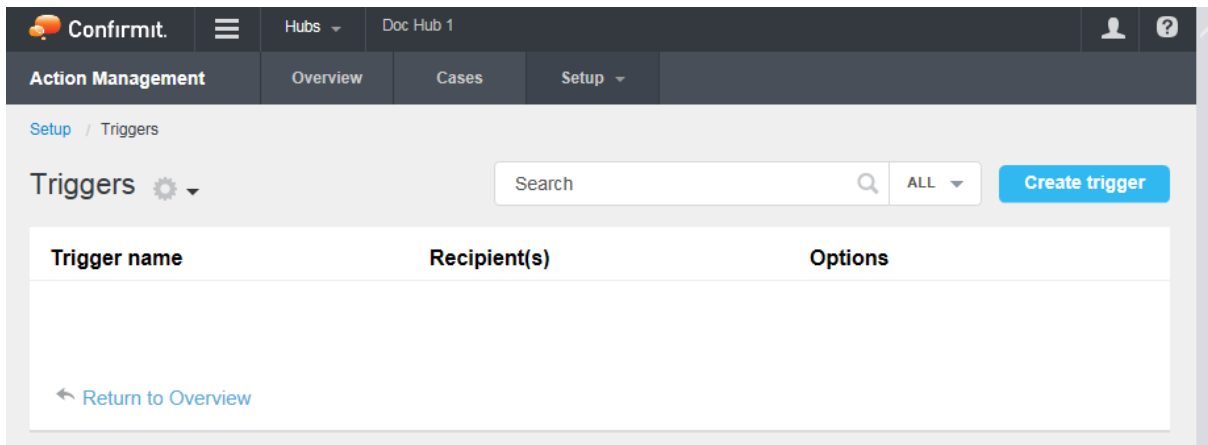 Confirmit. Hubs Doc Hub 1 ?
Action Management Overview Cases Setup
Setup / Triggers
Triggers Search ALL Create trigger
Trigger name Recipient(s) Options
Return to Overview